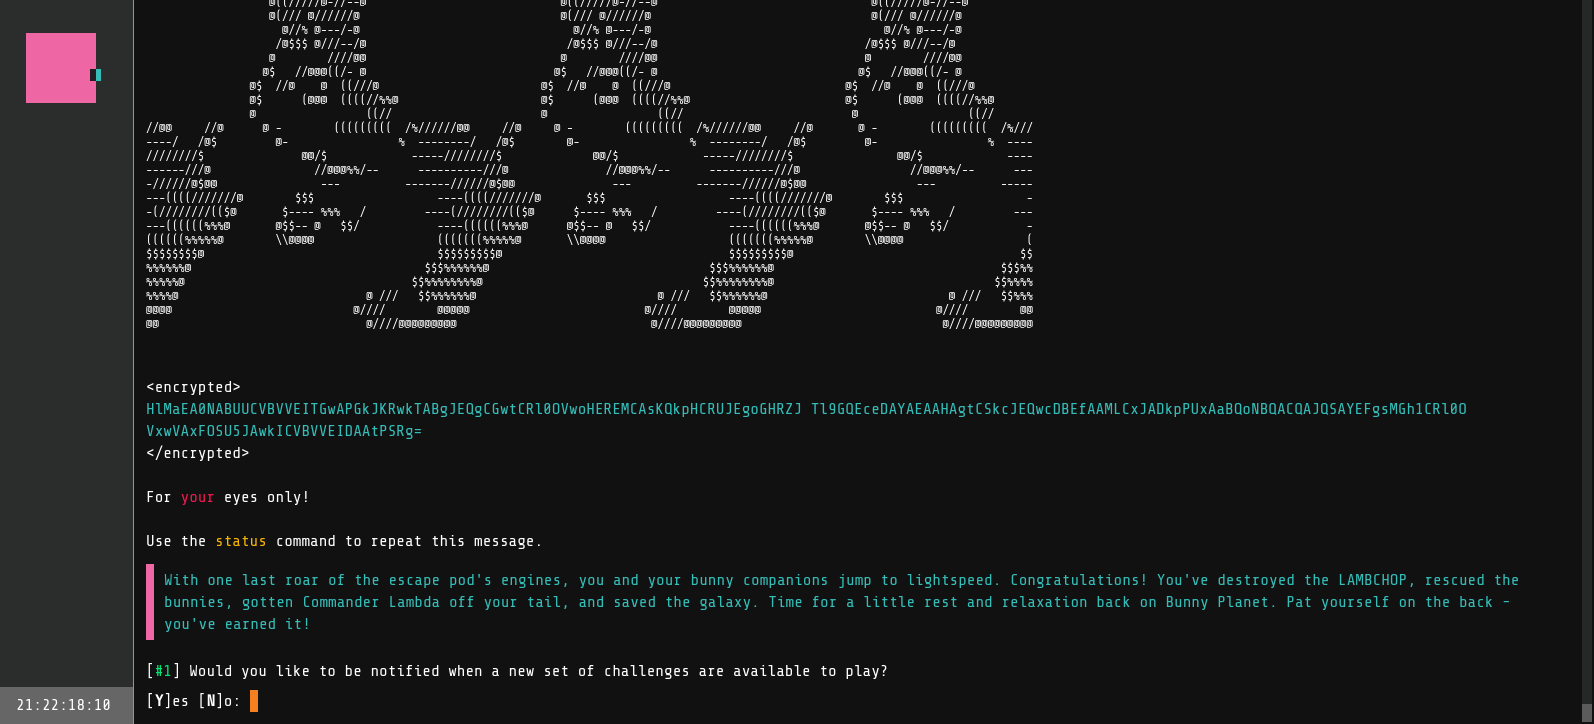 <encrypted>
HlMaEA0NABUUCVBVVEITGwAPGkJKRwkTABgJEQgCGwtCRl0OVwoHEREMCAsKQkpHCRUJEgoGHRZJ Tl9GQEceDAYAEAAHAgtCSkcJEQwcDBEfAAMLCxJADkpPUxAaBQoNBQACQAJQSAYEFgsMGh1CRl0O
VxwVAxFOSU5JAwkICVBVVEIDAAtPSRg=
</encrypted>
For your eyes only!
Use the status command to repeat this message.
With one last roar of the escape pod's engines, you and your bunny companions jump to lightspeed. Congratulations! You've destroyed the LAMBCHOP, rescued the
bunnies, gotten Commander Lambda off your tail, and saved the galaxy. Time for a little rest and relaxation back on Bunny Planet. Pat yourself on the back -
you've earned it!
[#1] Would you like to be notified when a new set of challenges are available to play?
[Y]es [N]o:
21:22:18:10